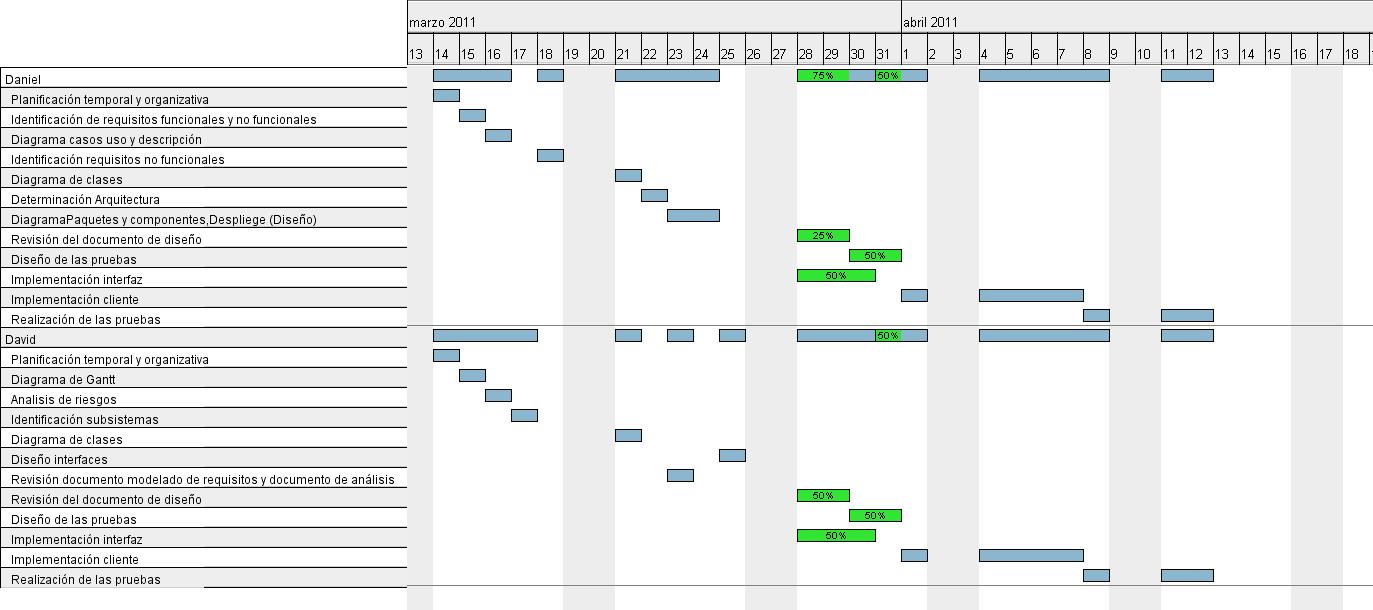 marzo 2011 abril 2011
13 14 15 16 17 18 19 20 21 22 23 24 25 26 27 28 29 30 31 1 2 3 4 5 6 7 8 9 10 11 12 13 14 15 16 17 18
Daniel 75% 50%
Planificación temporal y organizativa
Identificación de requisitos funcionales y no funcionales
Diagrama casos uso y descripción
Identificación requisitos no funcionales
Diagrama de clases
Determinación Arquitectura
DiagramaPaquetes y componentes,Despliege (Diseño)
Revisión del documento de diseño 25%
Diseño de las pruebas 50%
Implementación interfaz 50%
Implementación cliente
Realización de las pruebas
David 50%
Planificación temporal y organizativa
Diagrama de Gantt
Analisis de riesgos
Identificación subsistemas
Diagrama de clases
Diseño interfaces
Revisión documento modelado de requisitos y documento de análisis
Revisión del documento de diseño 50%
Diseño de las pruebas 50%
Implementación interfaz 50%
Implementación cliente
Realización de las pruebas